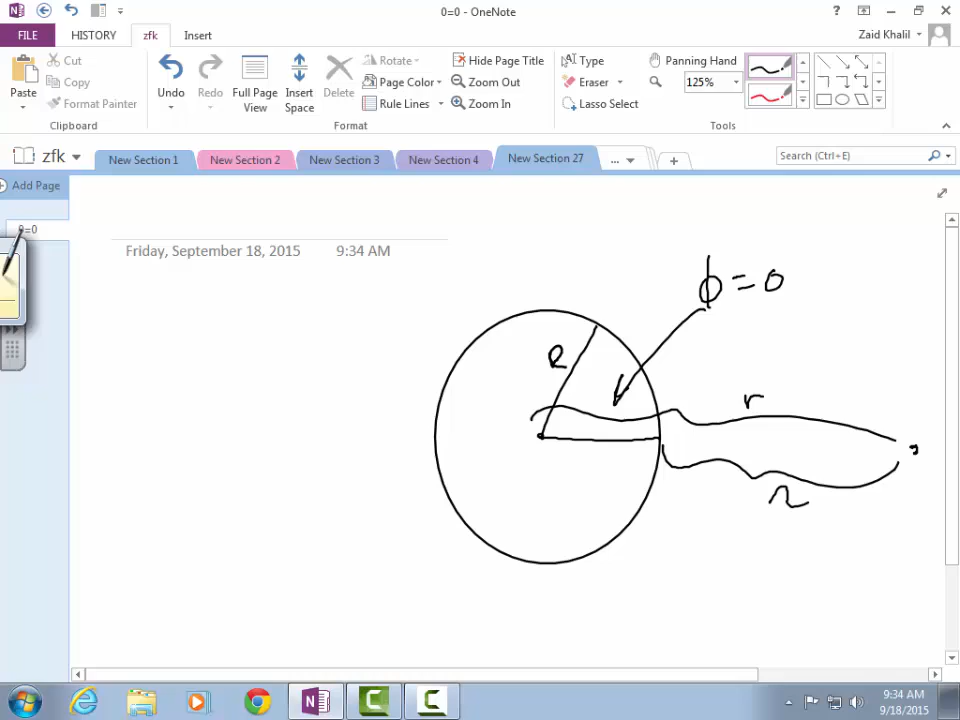 0=0 - OneNote
FILE HISTORY zfk Insert Zaid Khalil
Paste Cut Copy Format Painter
Clipboard
Undo Redo Full Page View Insert Space Delete Rotate Page Color Rule Lines Hide Page Title Zoom Out Zoom In
Format
Type Eraser Lasso Select Panning Hand 125%
Tools
zfk New Section 1 New Section 2 New Section 3 New Section 4 New Section 27 ... + Search (Ctrl+E)
Add Page
0=0
Friday, September 18, 2015 9:34 AM
ϕ=0
R
r
9:34 AM
9/18/2015